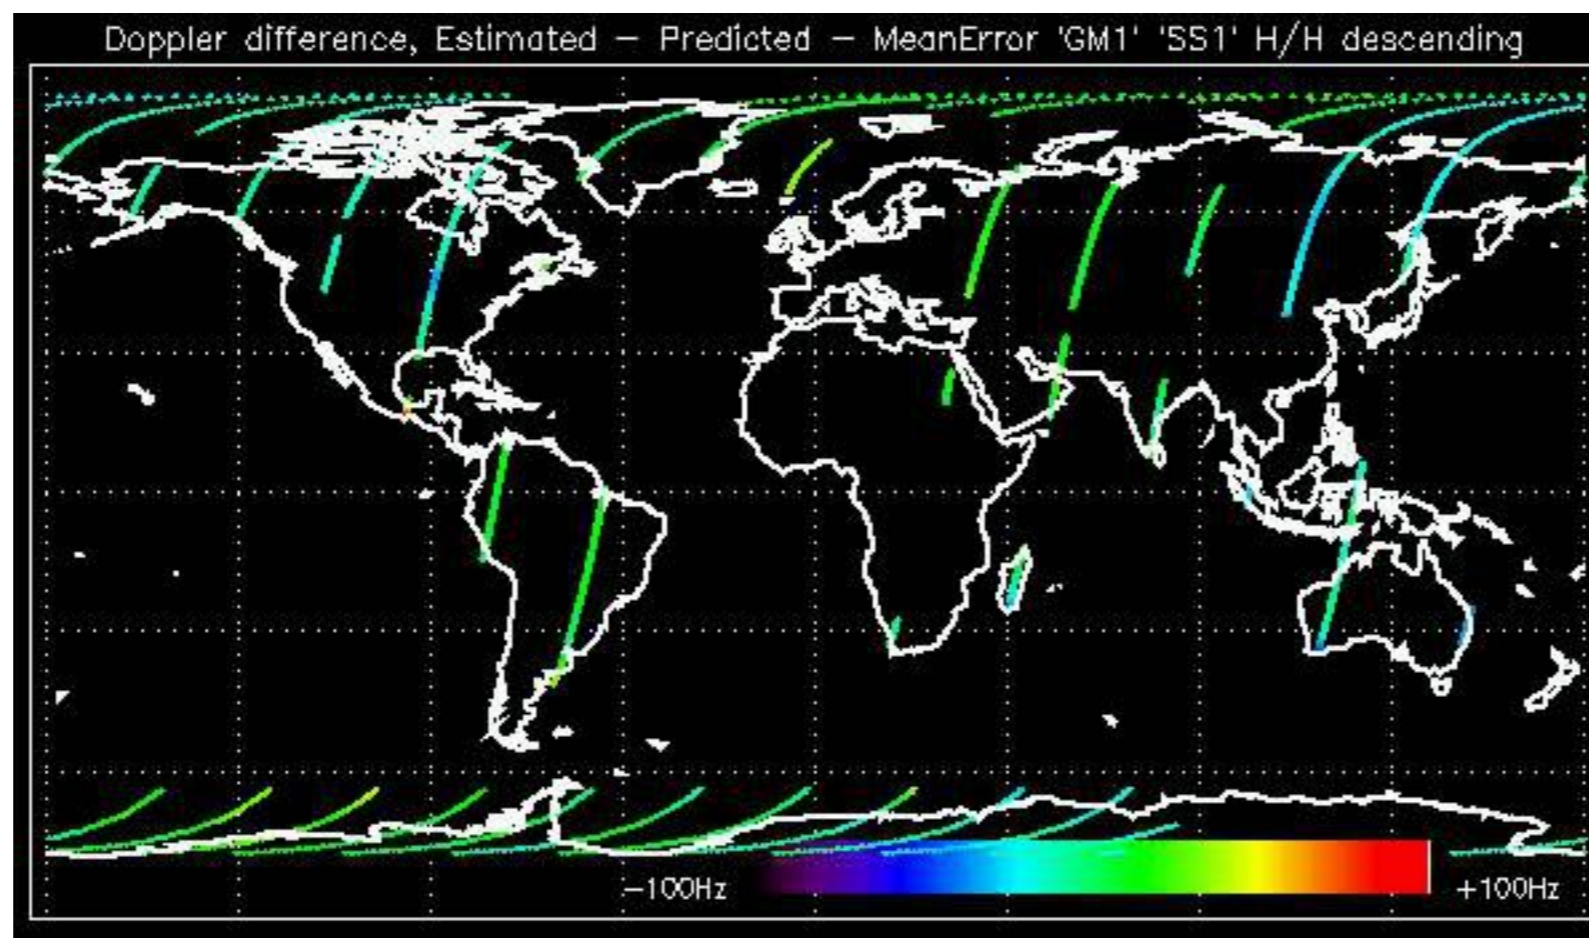 Doppler difference, Estimated – Predicted – MeanError 'GM1' 'SS1' H/H descending
–100Hz
+100Hz